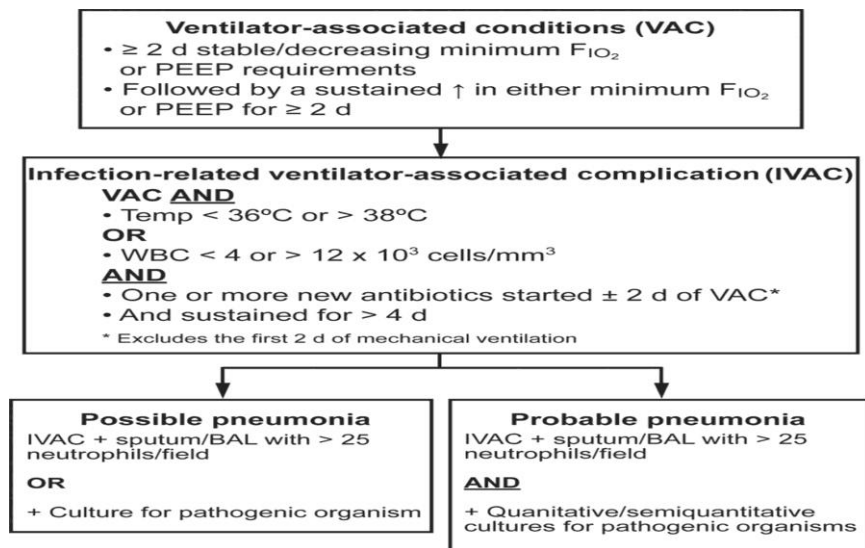 Ventilator-associated conditions (VAC)
• ≥ 2 d stable/decreasing minimum FIO₂
or PEEP requirements
• Followed by a sustained ↑ in either minimum FIO₂
or PEEP for ≥ 2 d
Infection-related ventilator-associated complication (IVAC)
VAC AND
• Temp < 36ºC or > 38ºC
OR
• WBC < 4 or > 12 x 10³ cells/mm³
AND
• One or more new antibiotics started ± 2 d of VAC*
• And sustained for > 4 d
* Excludes the first 2 d of mechanical ventilation
Possible pneumonia
IVAC + sputum/BAL with > 25
neutrophils/field
OR
+ Culture for pathogenic organism
Probable pneumonia
IVAC + sputum/BAL with > 25
neutrophils/field
AND
+ Quanitative/semiquantitative
cultures for pathogenic organisms